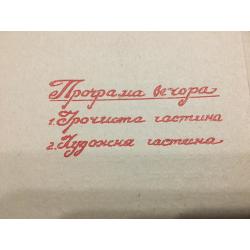 Програма вечора
1. Урочиста частина
2. Художня частина